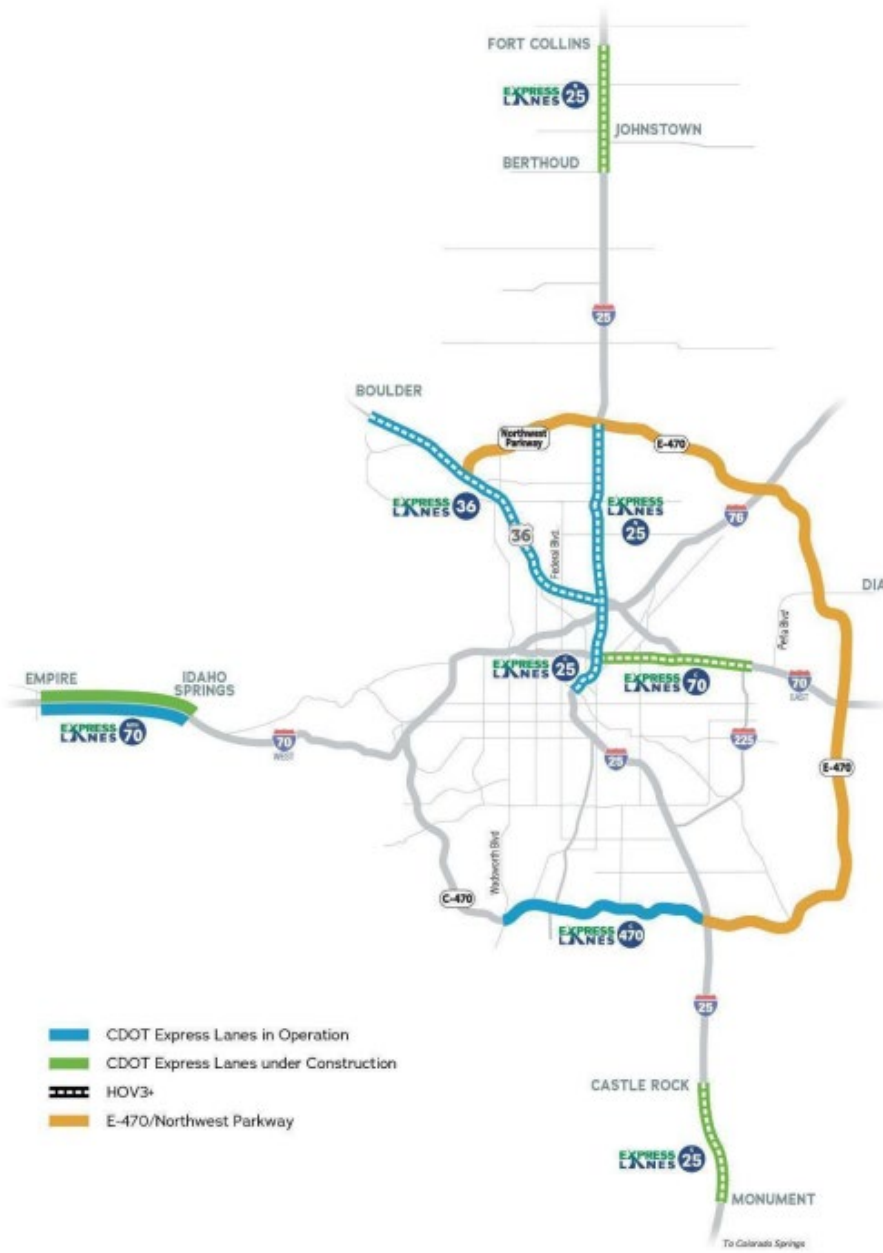 FORT COLLINS
EXPRESS
LANES
N
25
JOHNSTOWN
BERTHOUD
25
BOULDER
Northwest
Parkway
E-470
EXPRESS
LANES
36
EXPRESS
LANES
N
25
76
36
Federal Blvd.
DIA
Peña Blvd
EMPIRE
IDAHO
SPRINGS
EXPRESS
LANES
C
25
EXPRESS
LANES
C
70
70
EAST
EXPRESS
LANES
MTN
70
70
WEST
25
225
E-470
Wadsworth Blvd
C-470
EXPRESS
LANES
C
470
25
CDOT Express Lanes in Operation
CDOT Express Lanes under Construction
HOV3+
E-470/Northwest Parkway
CASTLE ROCK
EXPRESS
LANES
S
25
MONUMENT
To Colorado Springs